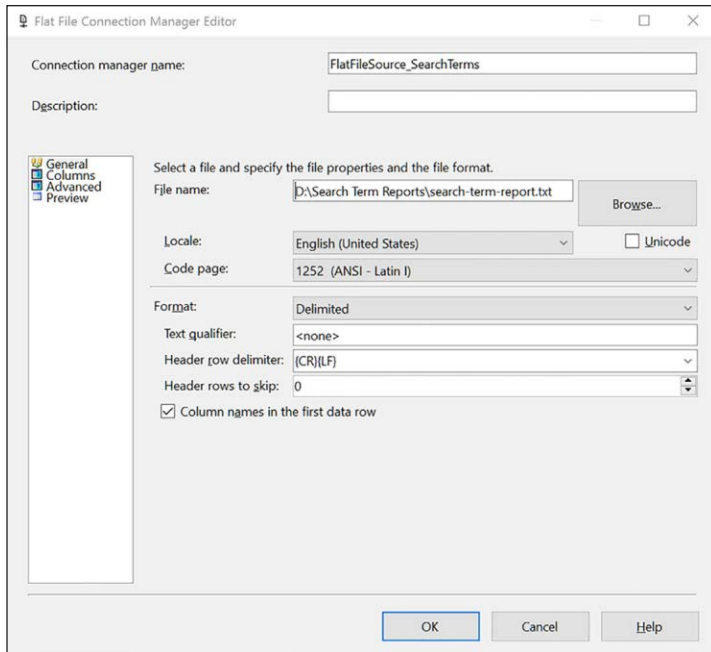 Flat File Connection Manager Editor
Connection manager name: FlatFileSource_SearchTerms
Description:
General
Columns
Advanced
Preview
Select a file and specify the file properties and the file format.
File name: D:\Search Term Reports\search-term-report.txt Browse...
Locale: English (United States) Unicode
Code page: 1252 (ANSI - Latin I)
Format: Delimited
Text qualifier: <none>
Header row delimiter: {CR}{LF}
Header rows to skip: 0
Column names in the first data row
OK Cancel Help